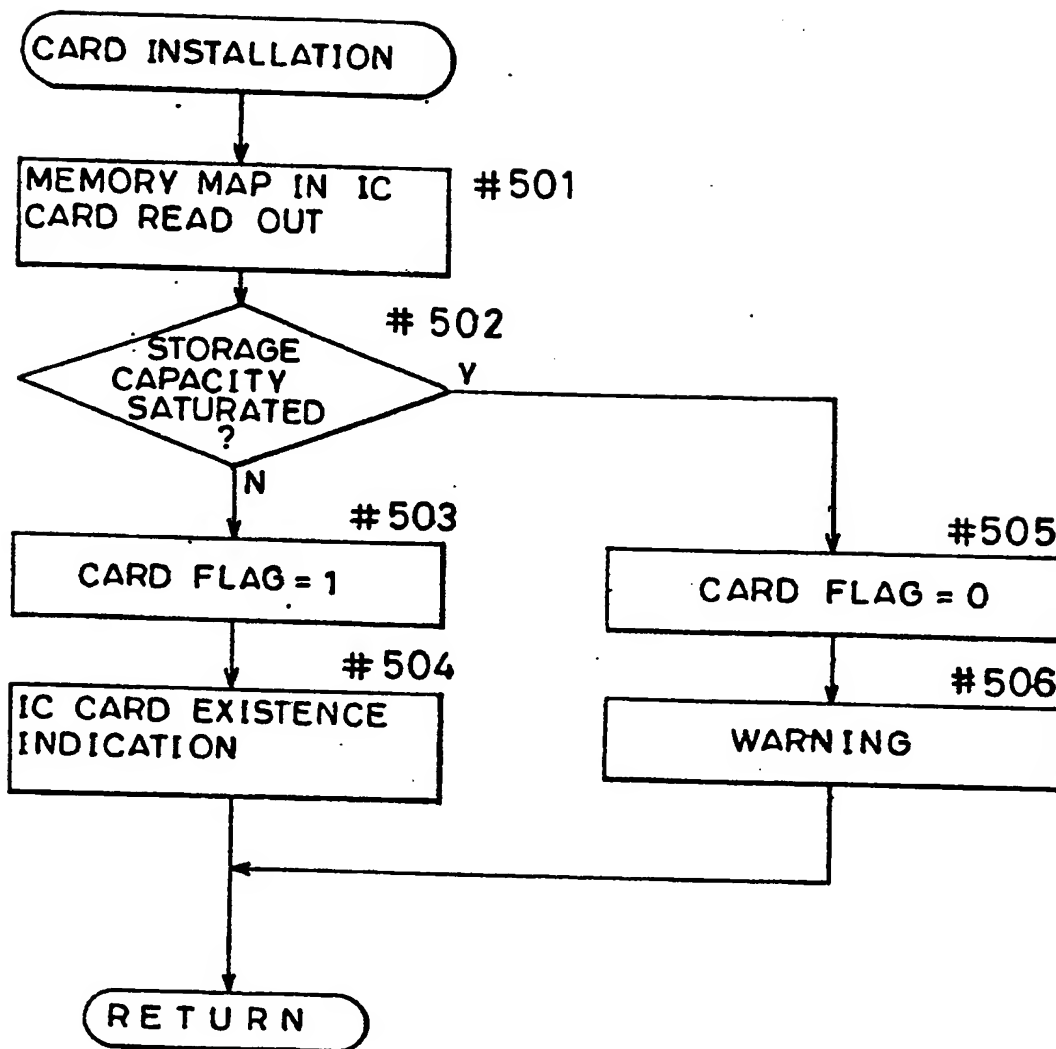 CARD INSTALLATION
MEMORY MAP IN IC
CARD READ OUT
#501
#502
STORAGE
CAPACITY
SATURATED
?
Y
N
#503
CARD FLAG = 1
#504
IC CARD EXISTENCE
INDICATION
#505
CARD FLAG = 0
#506
WARNING
RETURN